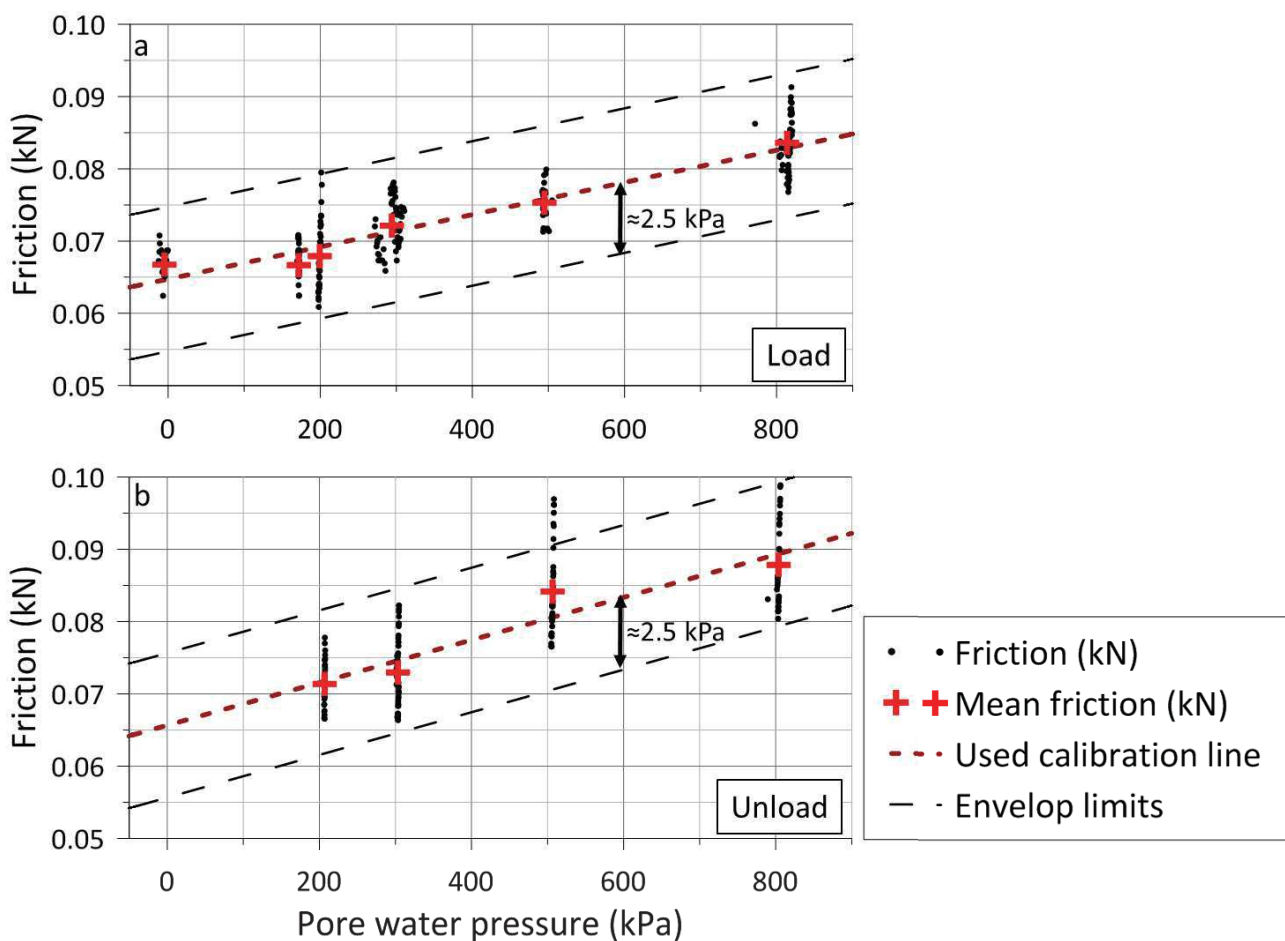 0.10
a
0.09
0.08
0.07
0.06
0.05
Friction (kN)
≈2.5 kPa
Load
0 200 400 600 800
0.10
b
0.09
0.08
0.07
0.06
0.05
Friction (kN)
≈2.5 kPa
Unload
0 200 400 600 800
Pore water pressure (kPa)
Friction (kN)
Mean friction (kN)
Used calibration line
Envelop limits